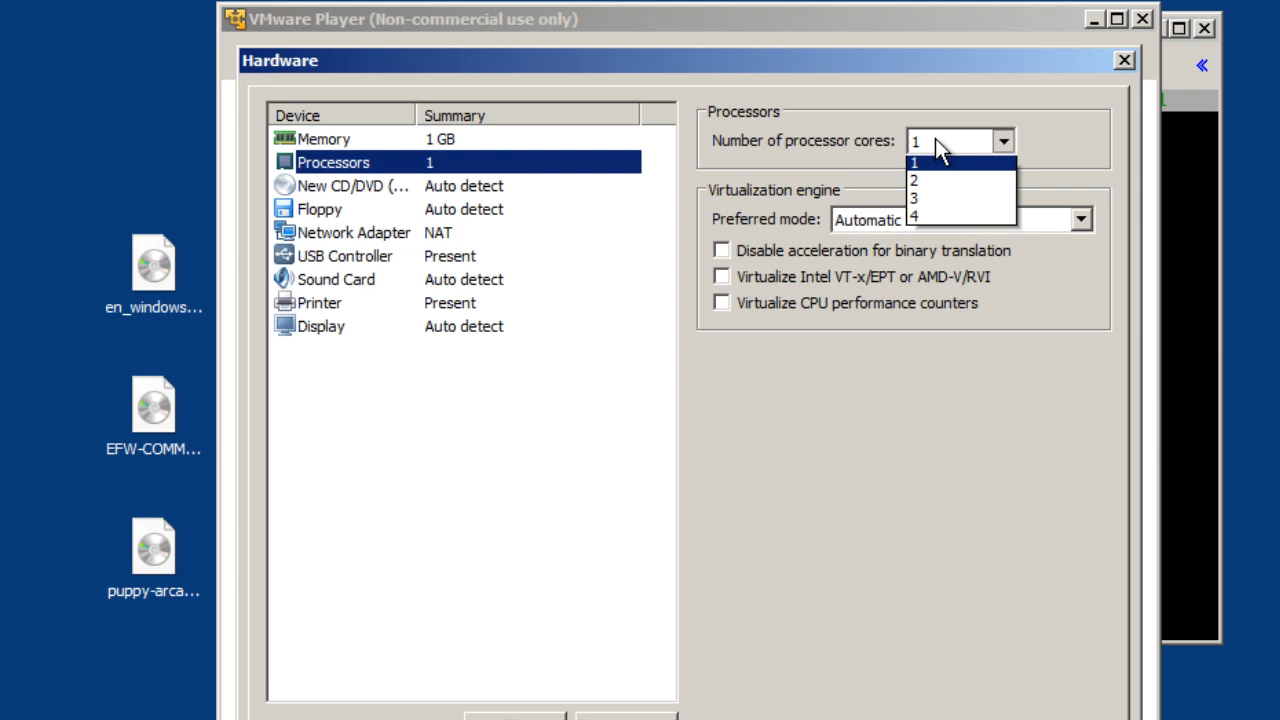 VMware Player (Non-commercial use only)
Hardware
Device Summary
Memory 1 GB
Processors 1
New CD/DVD (... Auto detect
Floppy Auto detect
Network Adapter NAT
USB Controller Present
Sound Card Auto detect
Printer Present
Display Auto detect
Processors
Number of processor cores: 1
1
2
3
4
Virtualization engine
Preferred mode: Automatic
Disable acceleration for binary translation
Virtualize Intel VT-x/EPT or AMD-V/RVI
Virtualize CPU performance counters
en_windows...
EFW-COMM...
puppy-arca...